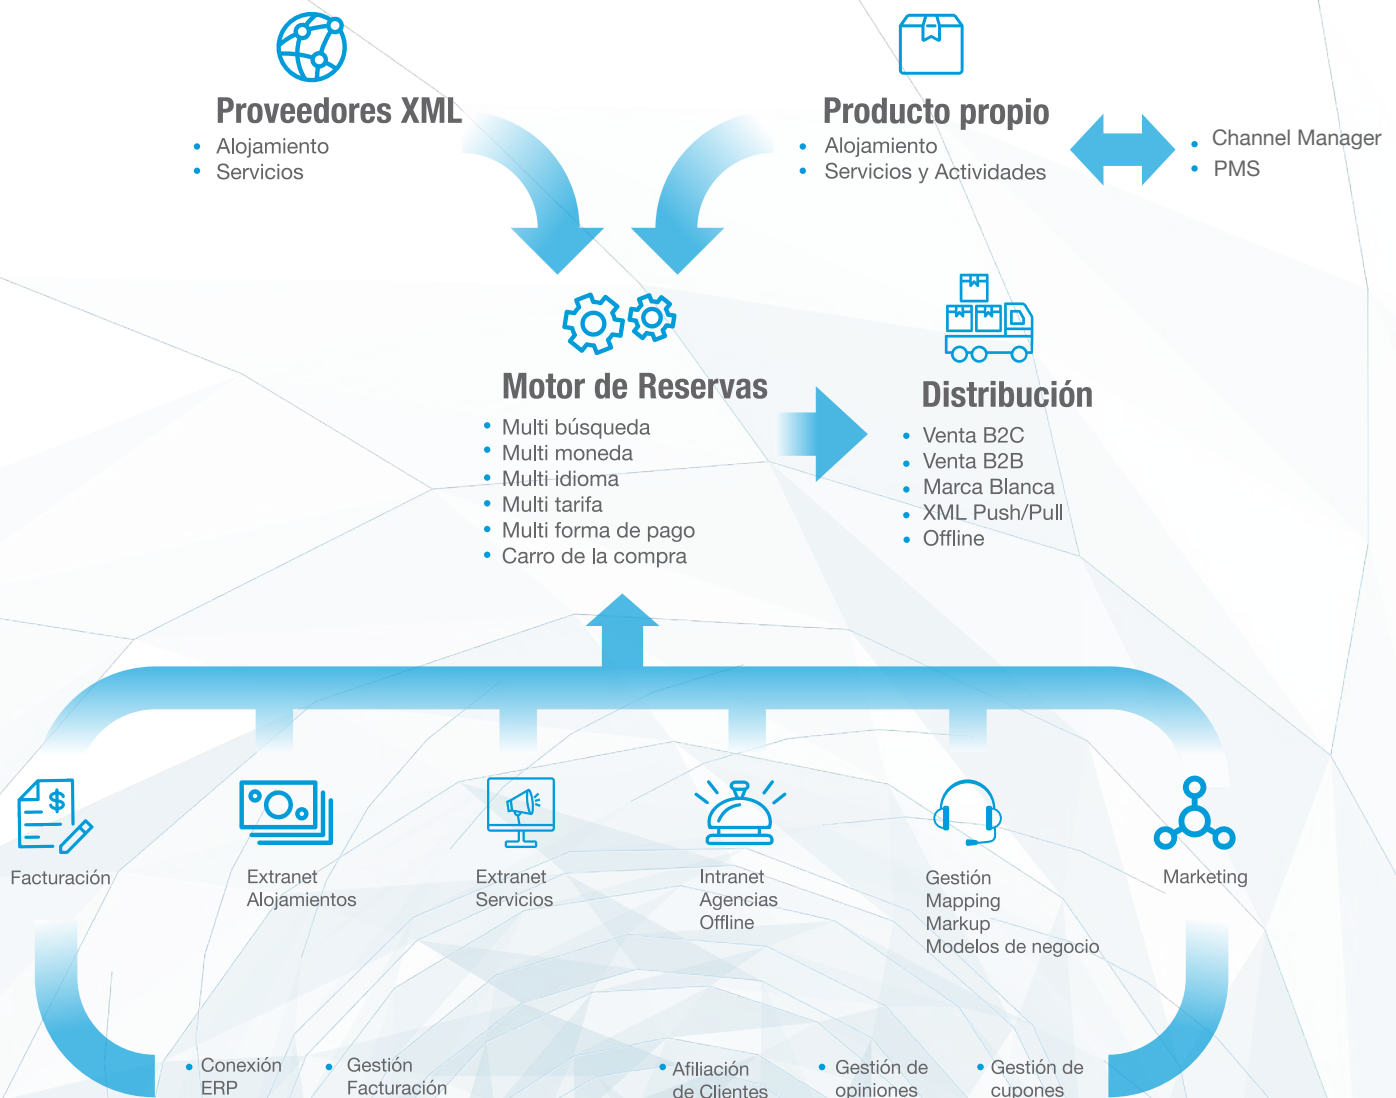 Proveedores XML
• Alojamiento
• Servicios
Producto propio
• Alojamiento
• Servicios y Actividades
• Channel Manager
• PMS
Motor de Reservas
• Multi búsqueda
• Multi moneda
• Multi idioma
• Multi tarifa
• Multi forma de pago
• Carro de la compra
Distribución
• Venta B2C
• Venta B2B
• Marca Blanca
• XML Push/Pull
• Offline
$
Facturación
Extranet
Alojamientos
Extranet
Servicios
Intranet
Agencias
Offline
Gestión
Mapping
Markup
Modelos de negocio
Marketing
• Conexión
ERP
• Gestión
Facturación
• Afiliación
de Clientes
• Gestión de
opiniones
• Gestión de
cupones